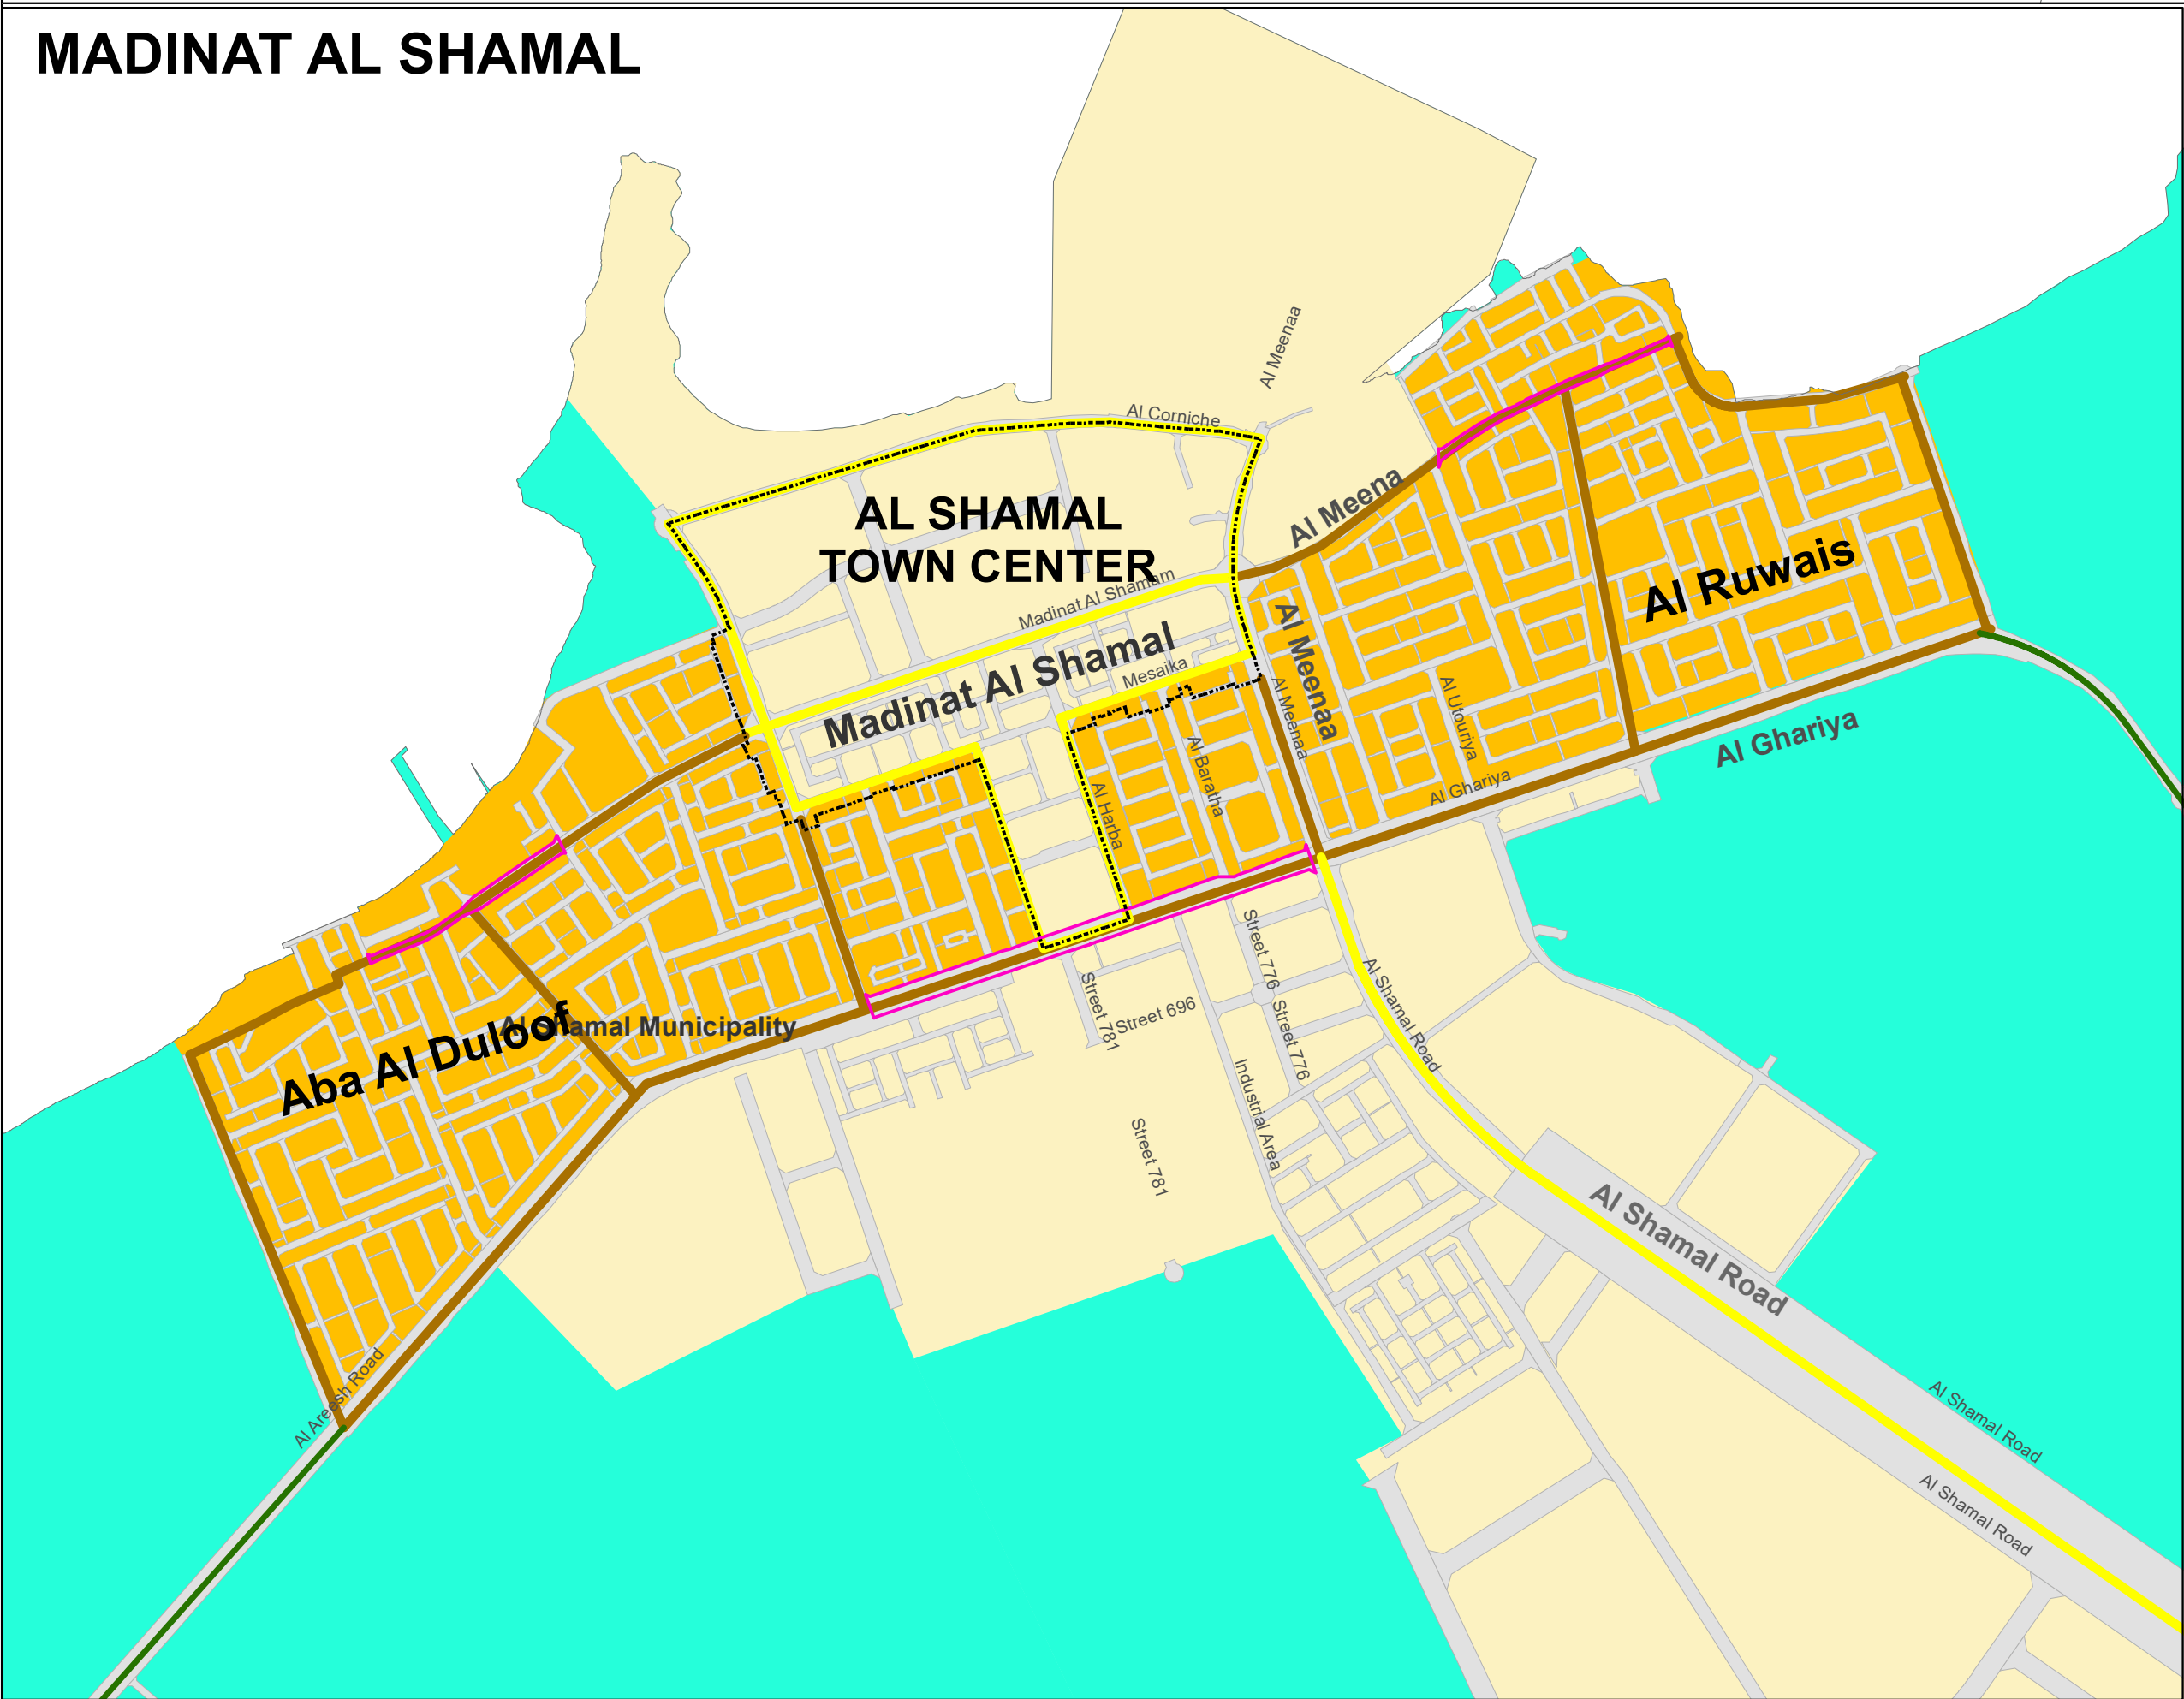 MADINAT AL SHAMAL
Al Meenaa
Al Corniche
Al Meena
AL SHAMAL
TOWN CENTER
Al Ruwais
Madinat Al Shamam
Madinat Al Shamal
Mesaika
Al Meenaa
Al Meenaa
Al Utouriya
Al Ghariya
Al Ghariya
Al Baratha
Al Harba
Street 776
Street 776
Street 781
Street 696
Al Shamal Road
Al Shamal Municipality
Aba Al Duloof
Industrial Area
Street 781
Al Shamal Road
Al Areesh Road
Al Shamal Road
Al Shamal Road